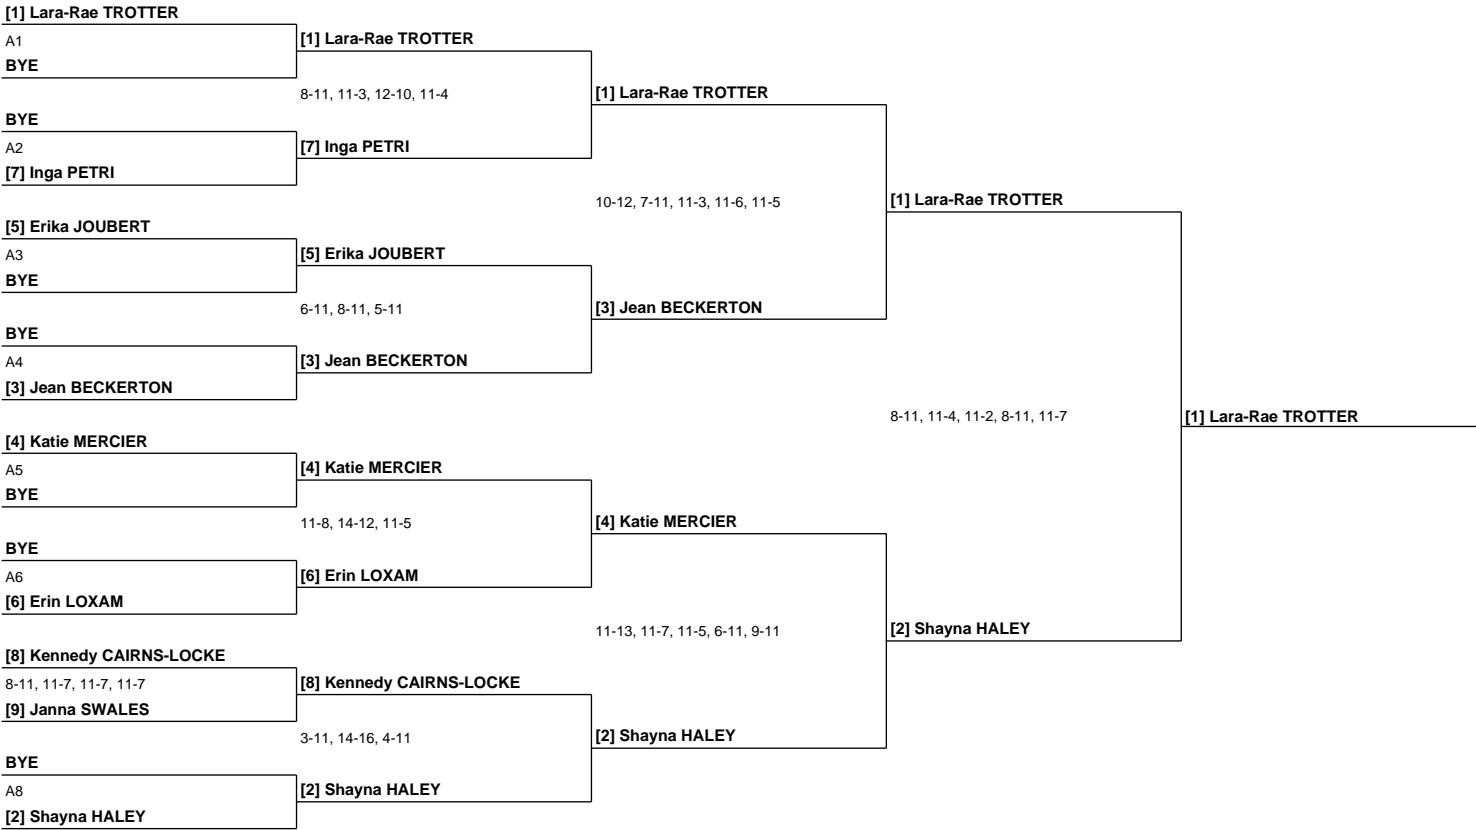 [1] Lara-Rae TROTTER
A1
BYE
BYE
A2
[7] Inga PETRI
[5] Erika JOUBERT
A3
BYE
BYE
A4
[3] Jean BECKERTON
[4] Katie MERCIER
A5
BYE
BYE
A6
[6] Erin LOXAM
[8] Kennedy CAIRNS-LOCKE
8-11, 11-7, 11-7, 11-7
[9] Janna SWALES
BYE
A8
[2] Shayna HALEY
[1] Lara-Rae TROTTER
8-11, 11-3, 12-10, 11-4
[7] Inga PETRI
[5] Erika JOUBERT
6-11, 8-11, 5-11
[3] Jean BECKERTON
[4] Katie MERCIER
11-8, 14-12, 11-5
[6] Erin LOXAM
[8] Kennedy CAIRNS-LOCKE
3-11, 14-16, 4-11
[2] Shayna HALEY
[1] Lara-Rae TROTTER
10-12, 7-11, 11-3, 11-6, 11-5
[3] Jean BECKERTON
[4] Katie MERCIER
11-13, 11-7, 11-5, 6-11, 9-11
[2] Shayna HALEY
[1] Lara-Rae TROTTER
8-11, 11-4, 11-2, 8-11, 11-7
[2] Shayna HALEY
[1] Lara-Rae TROTTER